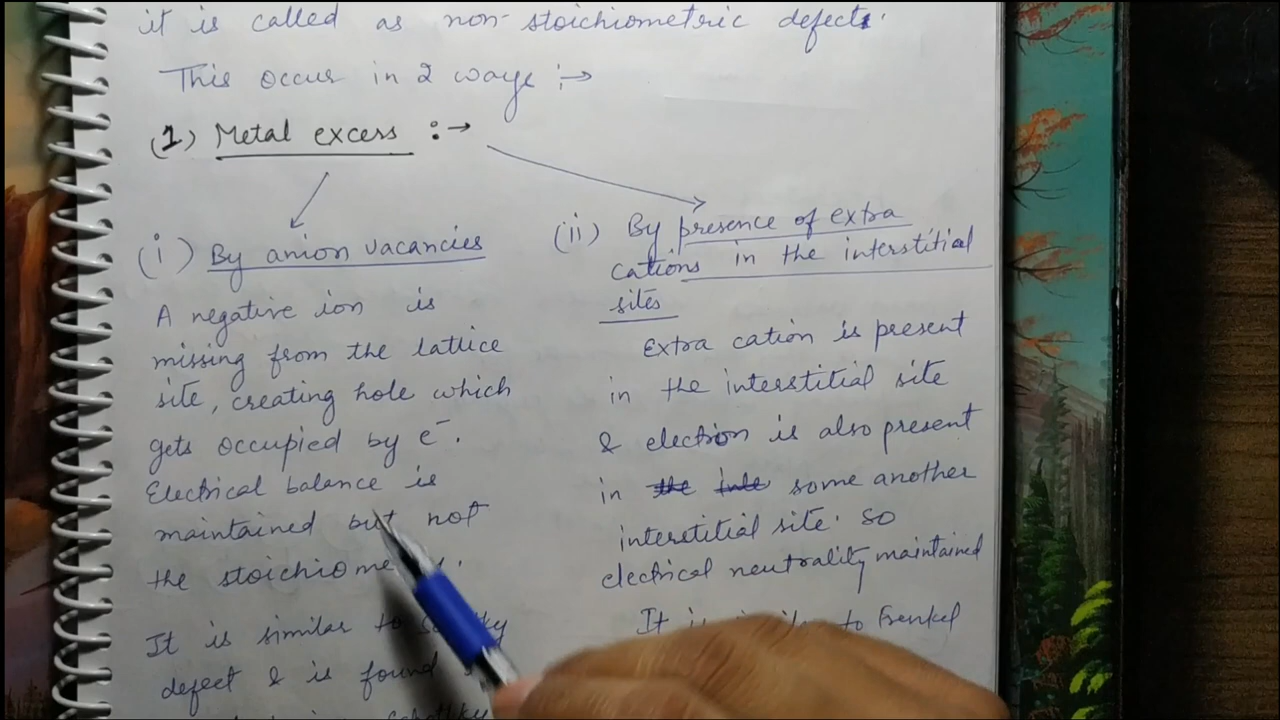 it is called as non-stoichiometric defect.
This occur in 2 ways :→
(1) Metal excess :→
(i) By anion vacancies
A negative ion is
missing from the lattice
site, creating hole which
gets occupied by e⁻.
Electrical balance is
maintained but not
the stoichiome
It is similar to
defect & is found
(ii) By presence of extra
cations in the interstitial
sites
Extra cation is present
in the interstitial site
& electron is also present
in some another
interstitial site. so
electrical neutrality maintained
It is to Frenkel